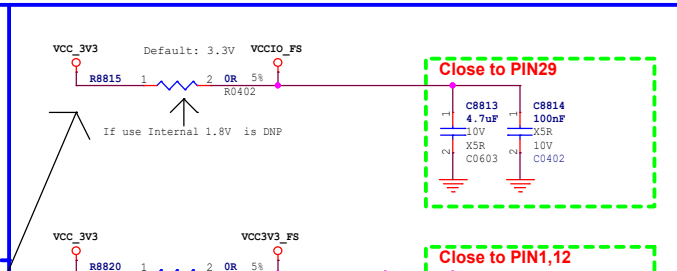 VCC_3V3 Default: 3.3V VCCIO_FS
Close to PIN29
R8815 1 2 0R 5%
R0402
C8813 C8814
1 4.7uF 1 100nF
10V X5R
If use Internal 1.8V is DNP
2 X5R 2 10V
C0603 C0402
VCC_3V3 VCC3V3_FS
Close to PIN1,12
R8820 1 2 0R 5%